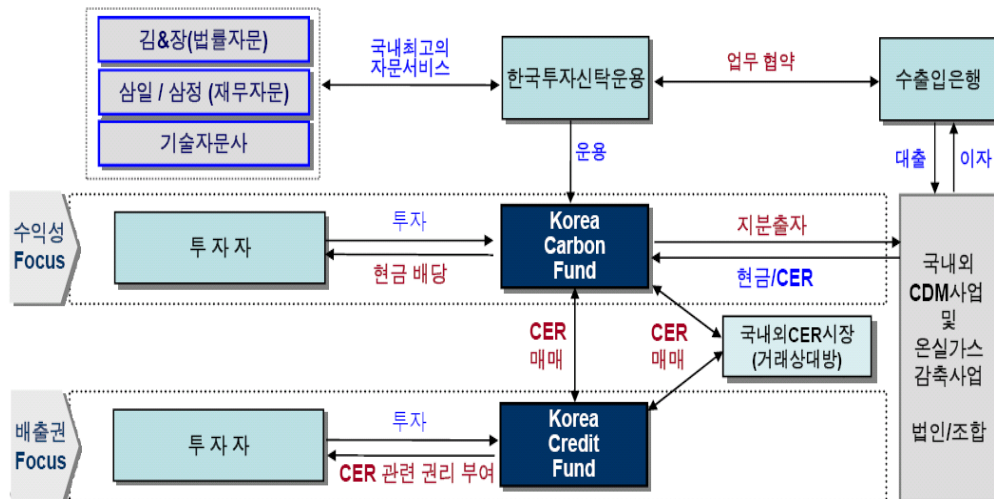 김&장(법률자문)
삼일 / 삼정 (재무자문)
기술자문사
국내최고의
자문서비스
한국투자신탁운용
업무 협약
수출입은행
운용
대출
이자
수익성
Focus
투 자 자
투자
현금 배당
Korea
Carbon
Fund
지분출자
현금/CER
국내외
CDM사업
및
온실가스
감축사업
법인/조합
CER
매매
CER
매매
국내외CER시장
(거래상대방)
배출권
Focus
투 자 자
투자
CER 관련 권리 부여
Korea
Credit
Fund